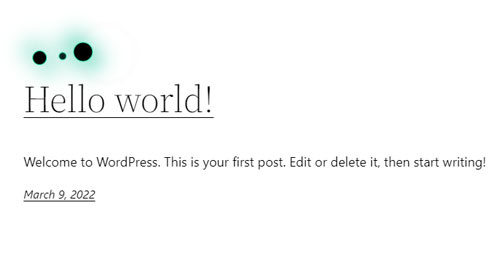 Hello world!
Welcome to WordPress. This is your first post. Edit or delete it, then start writing!
March 9, 2022